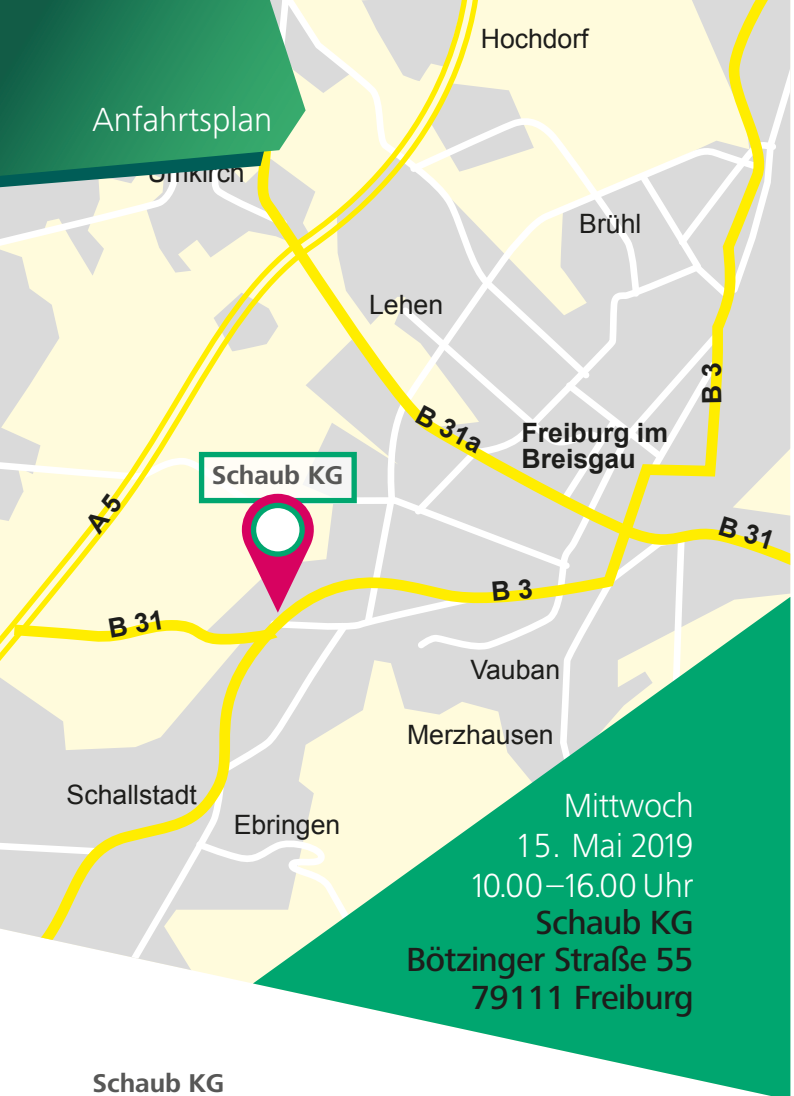 Hochdorf
Anfahrtsplan
Umkirch
Brühl
Lehen
B 3
B 31a
Freiburg im
Breisgau
Schaub KG
A 5
B 31
B 3
B 31
Vauban
Merzhausen
Schallstadt
Ebringen
Mittwoch
15. Mai 2019
10.00–16.00 Uhr
Schaub KG
Bötzinger Straße 55
79111 Freiburg
Schaub KG